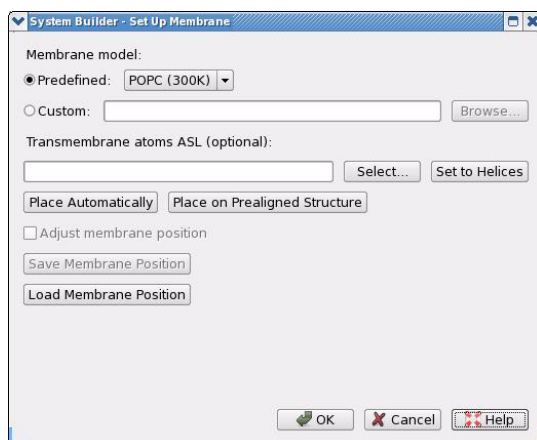 System Builder - Set Up Membrane
Membrane model:
Predefined: POPC (300K)
Custom: Browse...
Transmembrane atoms ASL (optional):
Select... Set to Helices
Place Automatically Place on Prealigned Structure
Adjust membrane position
Save Membrane Position
Load Membrane Position
OK Cancel Help